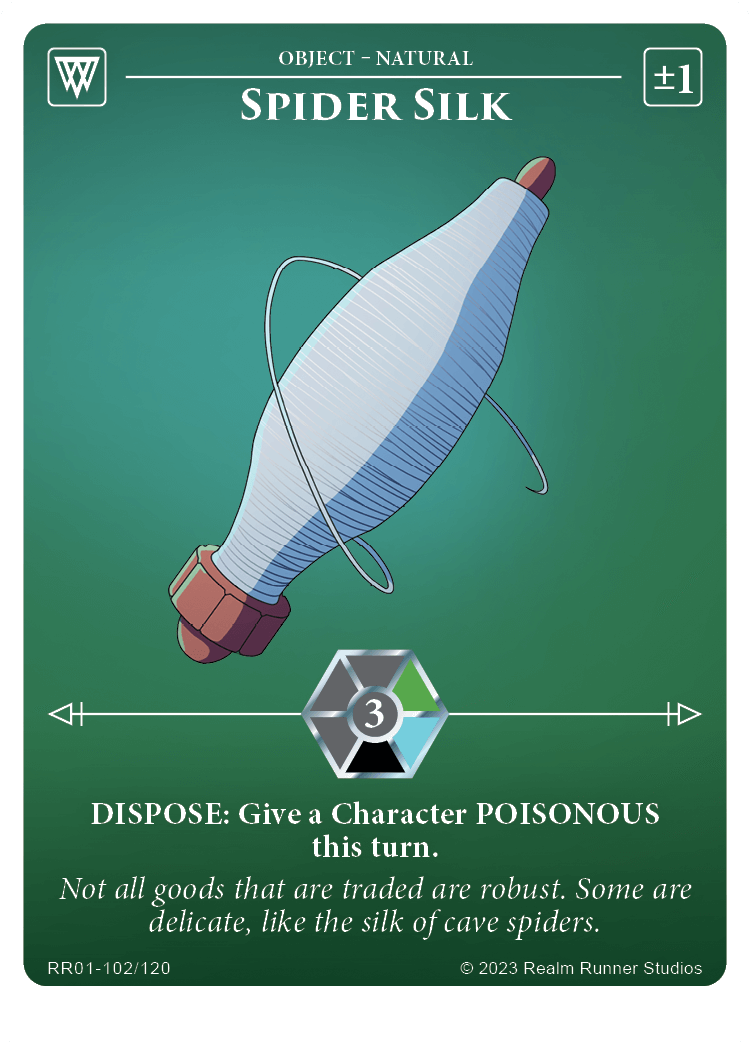 OBJECT – NATURAL
±1
SPIDER SILK
3
DISPOSE: Give a Character POISONOUS
this turn.
Not all goods that are traded are robust. Some are
delicate, like the silk of cave spiders.
RR01-102/120
© 2023 Realm Runner Studios